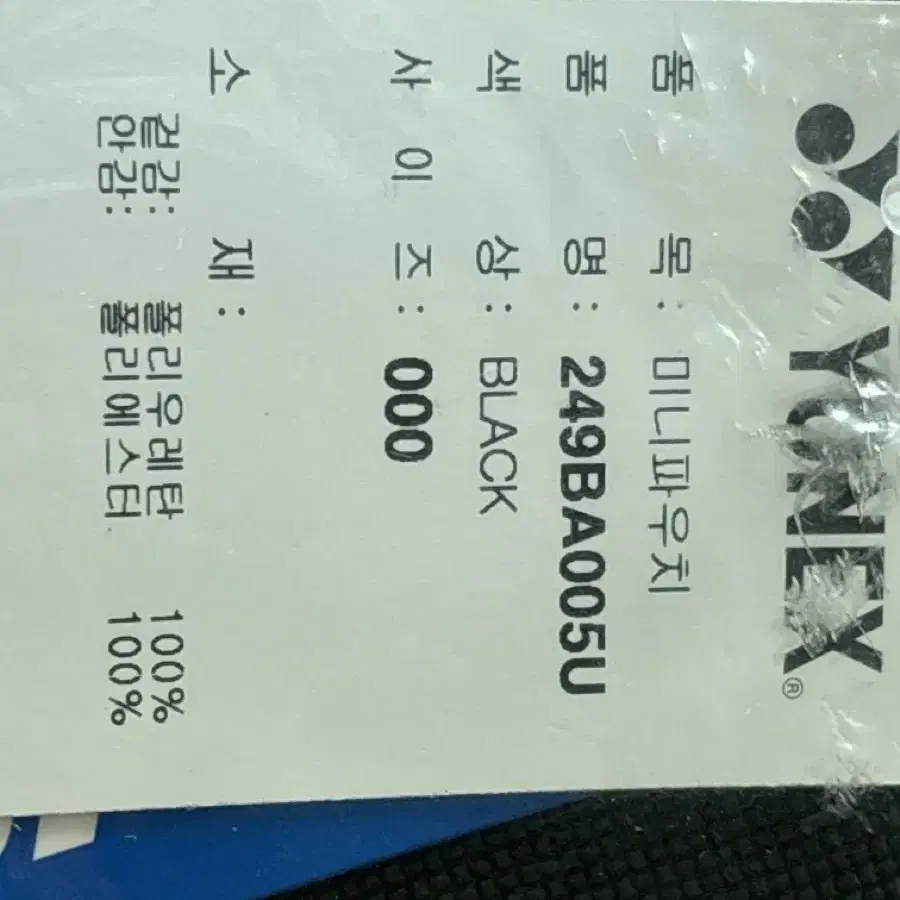 YONEX®
품 목 : 미니파우치
품 명 : 249BA005U
색 상 : BLACK
사 이 즈 : 000
소 재 :
겉감: 폴리우레탄 100%
안감: 폴리에스터 100%